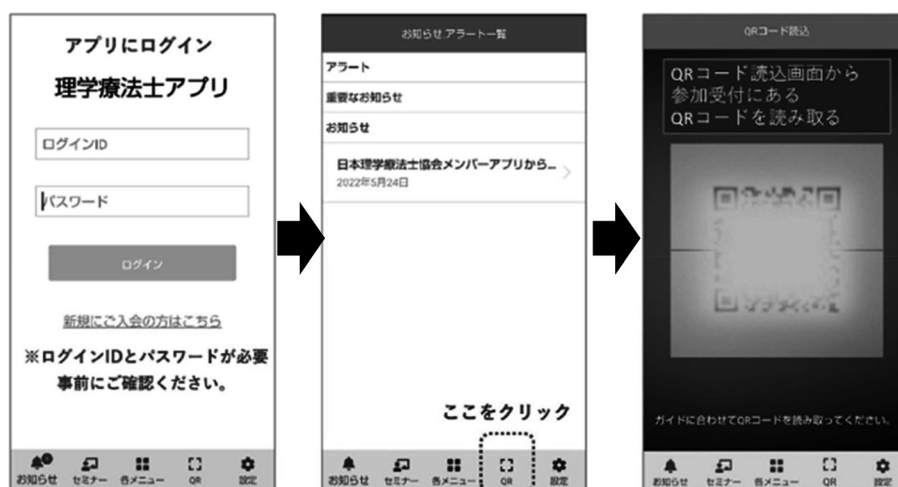 アプリにログイン
理学療法士アプリ
ログインID
パスワード
ログイン
新規にご入会の方はこちら
※ログインIDとパスワードが必要
事前にご確認ください。
お知らせ セミナー 各メニュー QR 設定
お知らせ アラート一覧
アラート
重要なお知らせ
お知らせ
日本理学療法士協会メンバーアプリから...
2022年5月24日
ここをクリック
お知らせ セミナー 各メニュー QR 設定
QRコード読込
QRコード読込画面から
参加受付にある
QRコードを読み取る
ガイドに合わせてQRコードを読み取ってください。
お知らせ セミナー 各メニュー QR 設定